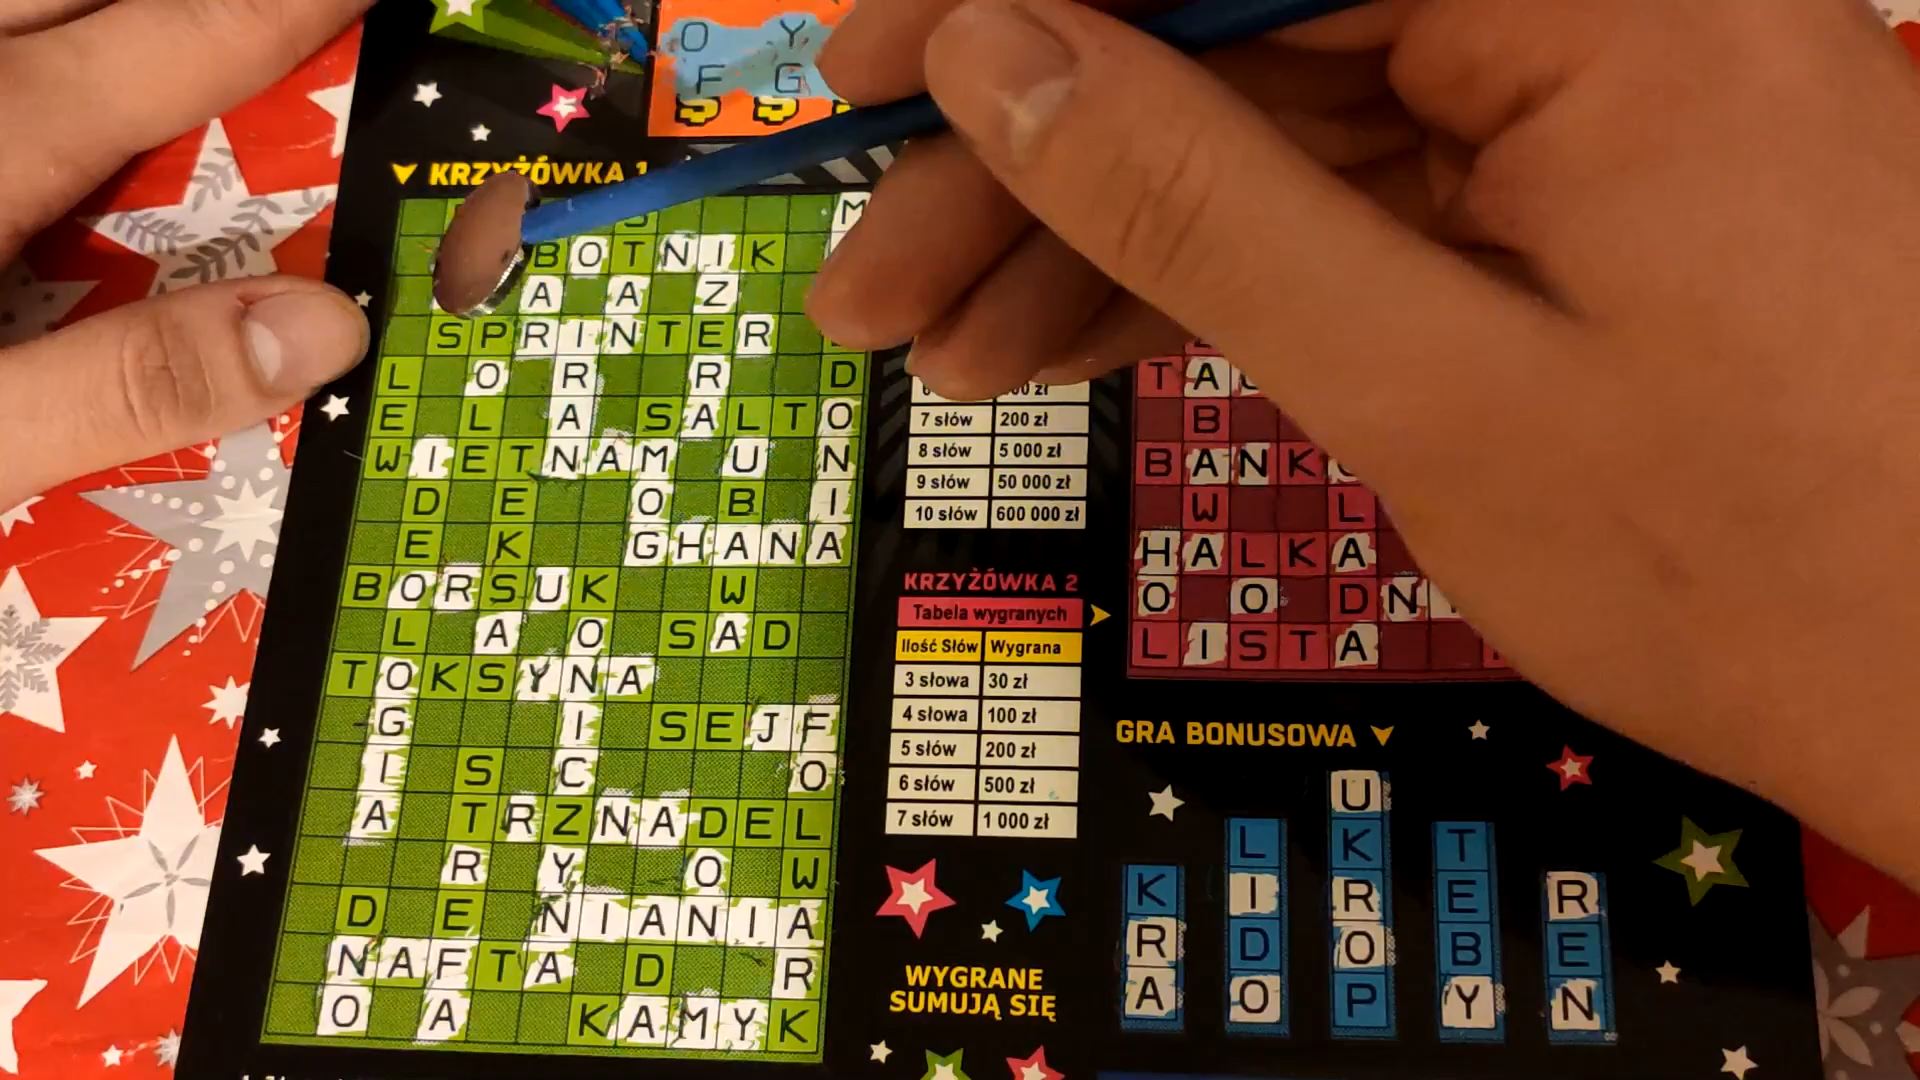 O Y
F G
KRZYŻÓWKA 1
M
BOTNIK
A A Z
SPRINTER
L O R R D
E L A SALTO
WIETNAM U N
D E O B I
E K GHANA
BORSUK W
L A O SAD
TOKSYNA
G I SEJF
I S C O
A TRZNADEL
R Y O W
D E NIANIA
NAFTA D R
O A KAMYK
7 słów 200 zł
8 słów 5 000 zł
9 słów 50 000 zł
10 słów 600 000 zł
KRZYŻÓWKA 2
Tabela wygranych
Ilość Słów Wygrana
3 słowa 30 zł
4 słowa 100 zł
5 słów 200 zł
6 słów 500 zł
7 słów 1 000 zł
WYGRANE
SUMUJĄ SIĘ
T A
B
BANK
W L
HALKA
O O D N
LISTA
GRA BONUSOWA
KRA
LIDO
UKROP
TEBY
REN